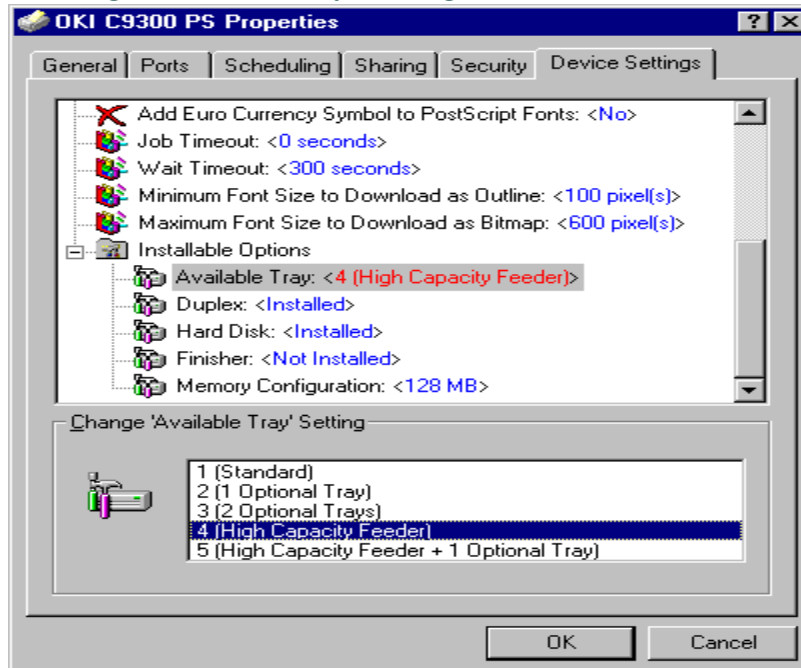 OKI C9300 PS Properties
General Ports Scheduling Sharing Security Device Settings
Add Euro Currency Symbol to PostScript Fonts: <No>
Job Timeout: <0 seconds>
Wait Timeout: <300 seconds>
Minimum Font Size to Download as Outline: <100 pixel(s)>
Maximum Font Size to Download as Bitmap: <600 pixel(s)>
Installable Options
Available Tray: <4 (High Capacity Feeder)>
Duplex: <Installed>
Hard Disk: <Installed>
Finisher: <Not Installed>
Memory Configuration: <128 MB>
Change 'Available Tray' Setting
1 (Standard)
2 (1 Optional Tray)
3 (2 Optional Trays)
4 (High Capacity Feeder)
5 (High Capacity Feeder + 1 Optional Tray)
OK Cancel